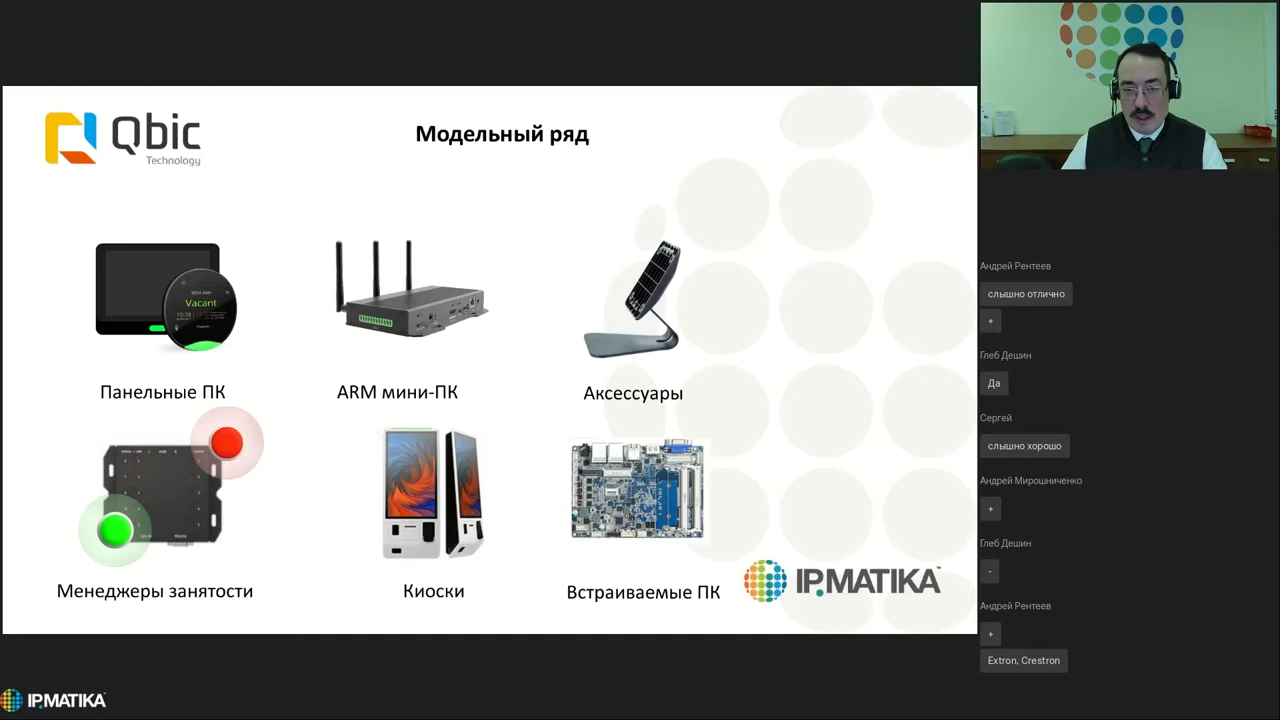 Qbic
Technology
Модельный ряд
Vacant
Панельные ПК
ARM мини-ПК
Аксессуары
Менеджеры занятости
Киоски
Встраиваемые ПК
IPMATIKA
IPMATIKA
Андрей Рентеев
слышно отлично
+
Глеб Дешин
Да
Сергей
слышно хорошо
Андрей Мирошниченко
+
Глеб Дешин
-
Андрей Рентеев
+
Extron, Crestron